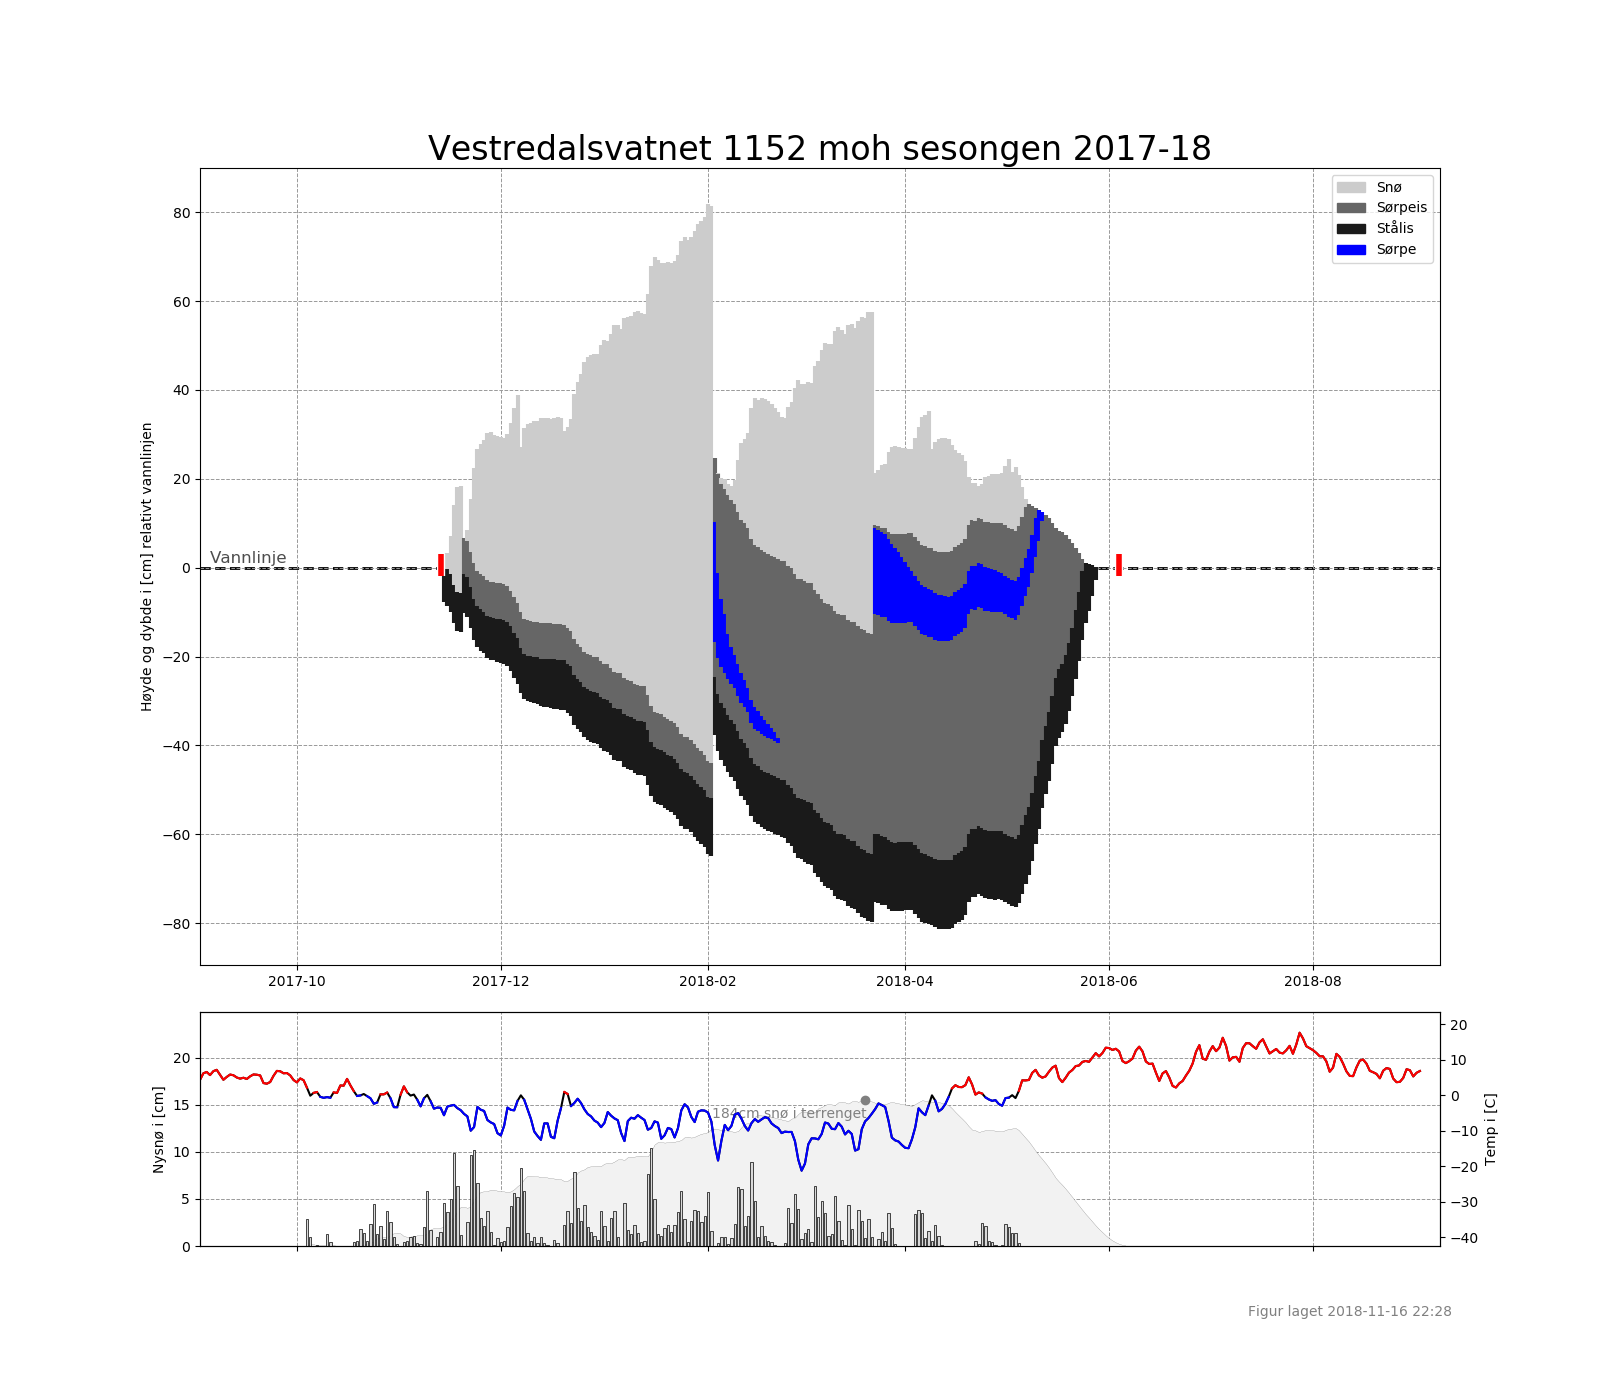 Vestredalsvatnet 1152 moh sesongen 2017-18
Snø
Sørpeis
Stålis
Sørpe
80
60
40
20
0
−20
−40
−60
−80
Høyde og dybde i [cm] relativt vannlinjen
Vannlinje
2017-10 2017-12 2018-02 2018-04 2018-06 2018-08
20
15
10
5
0
Nysnø i [cm]
184cm snø i terrenget
20
10
0
−10
−20
−30
−40
Temp i [C]
Figur laget 2018-11-16 22:28